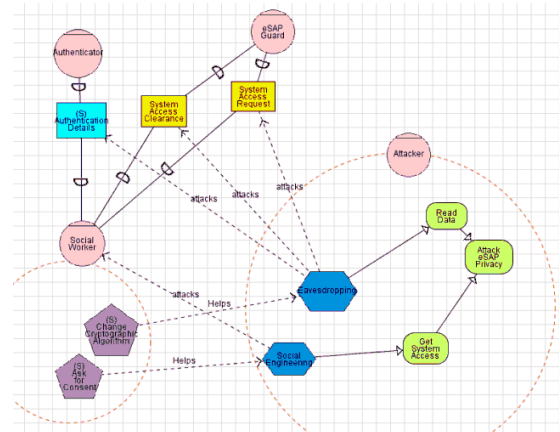 eSAP
Guard
Authenticator
System
Access
Clearance
System
Access
Request
(S)
Authentication
Details
Attacker
attacks
attacks
attacks
Read
Data
Social
Worker
Attack
eSAP
Privacy
attacks
Eavesdropping
Helps
(S)
Change
Cryptographic
Algorithm
Get
System
Access
Helps
Social
Engineering
(S)
Ask
for
Consent